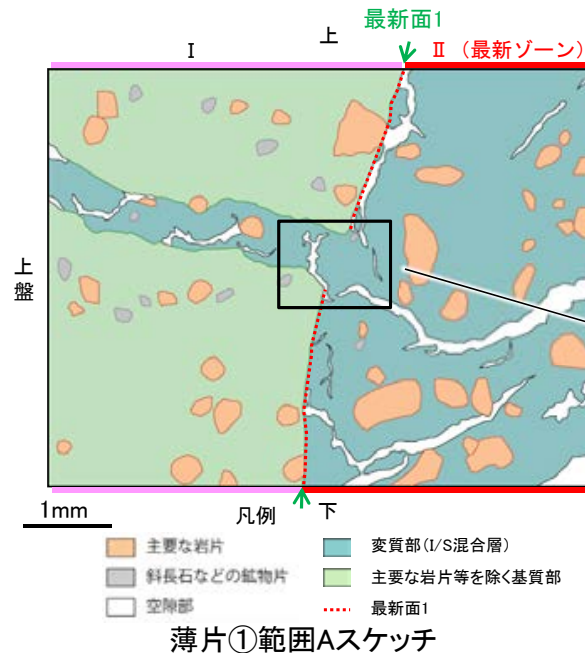 最新面1
Ⅰ
上
Ⅱ （最新ゾーン）
上盤
1mm
凡例
下
主要な岩片
変質部(I/S混合層)
斜長石などの鉱物片
主要な岩片等を除く基質部
空隙部
最新面1
薄片①範囲Aスケッチ